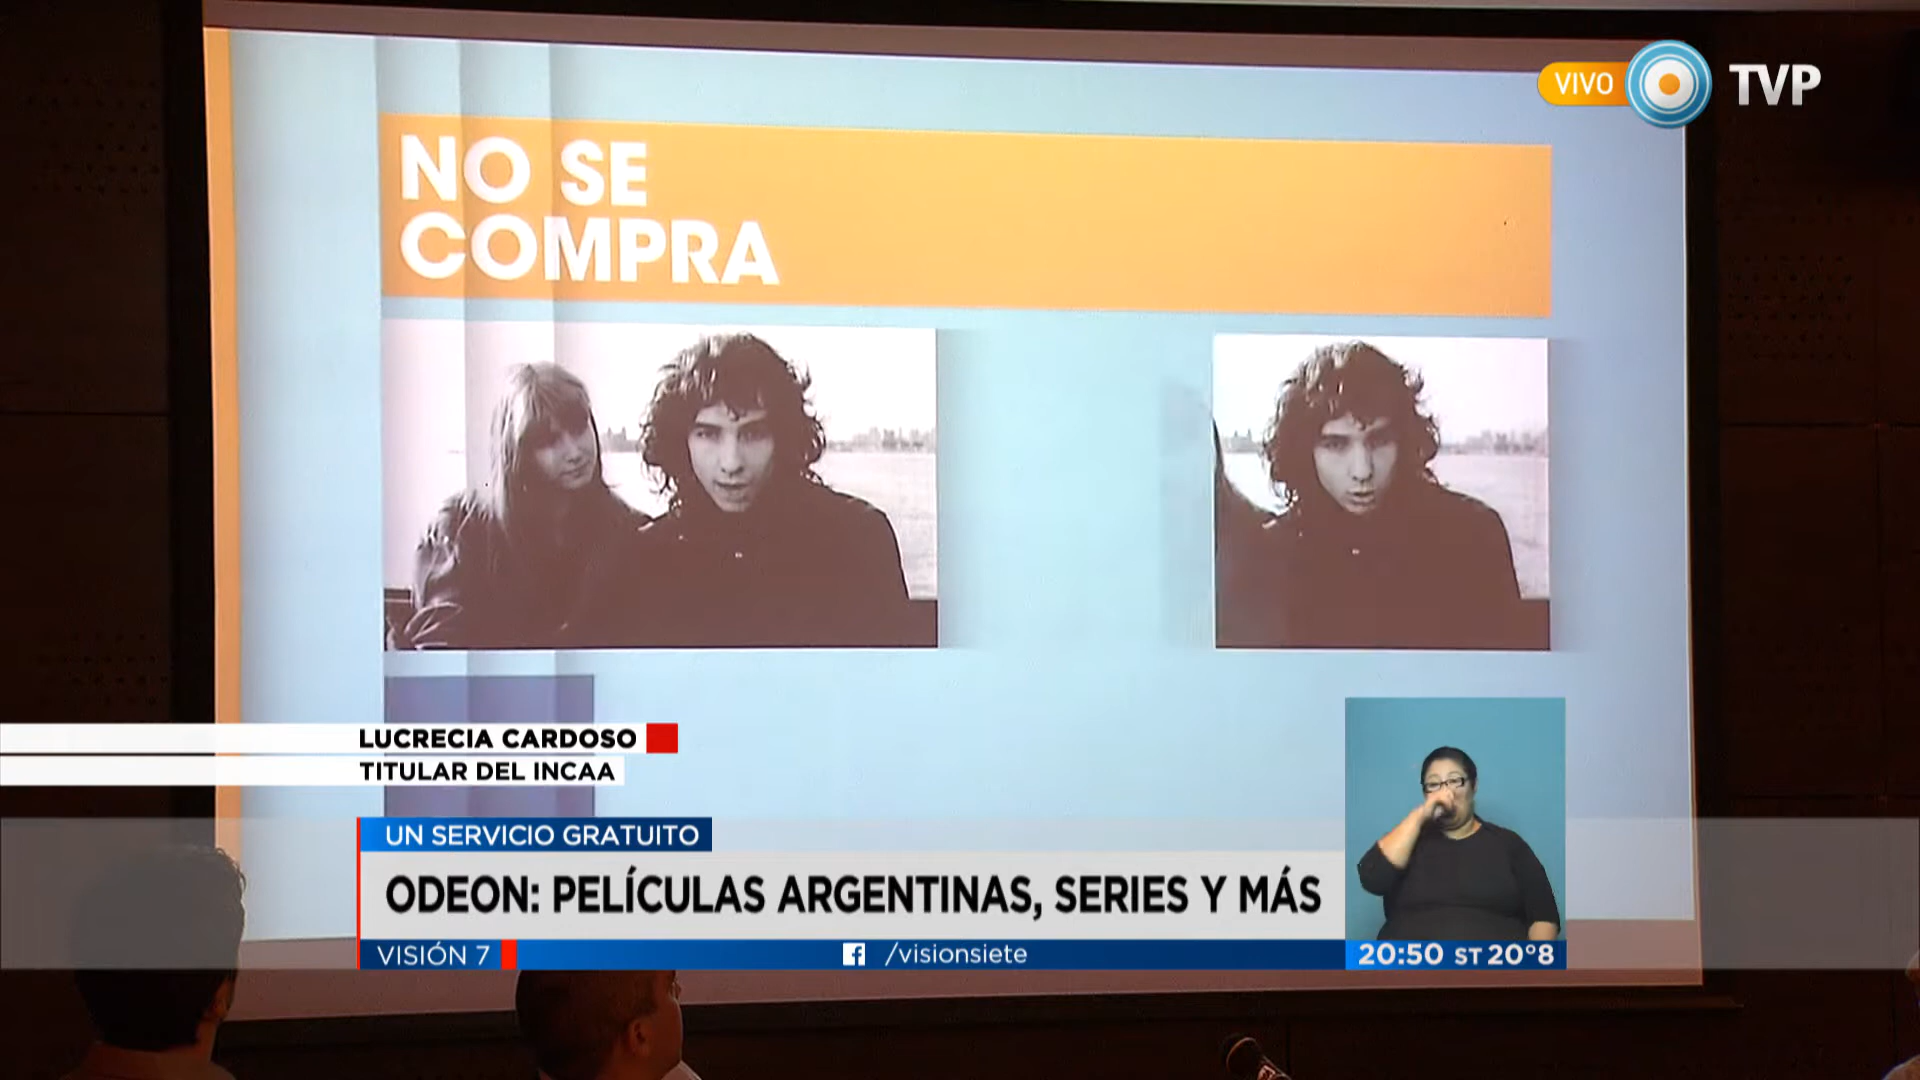 VIVO TVP
NO SE
COMPRA
LUCRECIA CARDOSO
TITULAR DEL INCAA
UN SERVICIO GRATUITO
ODEON: PELÍCULAS ARGENTINAS, SERIES Y MÁS
VISIÓN 7 /visionsiete 20:50 ST 20°8